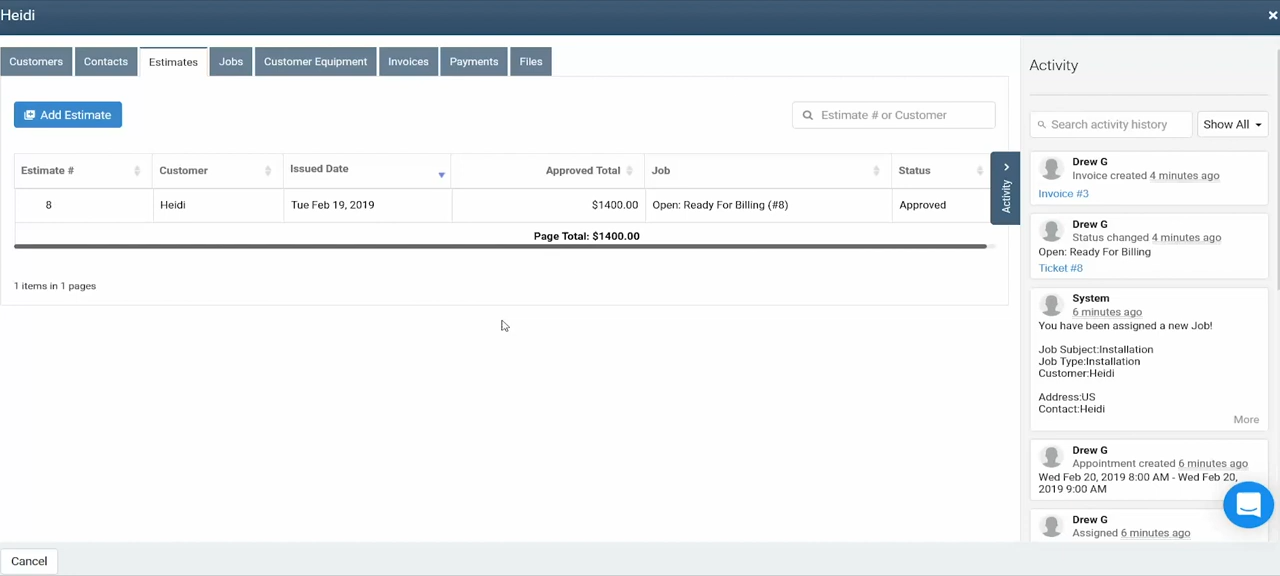 Heidi
Customers
Contacts
Estimates
Jobs
Customer Equipment
Invoices
Payments
Files
Add Estimate
Estimate # or Customer
Estimate #
Customer
Issued Date
Approved Total
Job
Status
8
Heidi
Tue Feb 19, 2019
$1400.00
Open: Ready For Billing (#8)
Approved
Page Total: $1400.00
1 items in 1 pages
Activity
Activity
Search activity history
Show All
Drew G
Invoice created 4 minutes ago
Invoice #3
Drew G
Status changed 4 minutes ago
Open: Ready For Billing
Ticket #8
System
6 minutes ago
You have been assigned a new Job!
Job Subject:Installation
Job Type:Installation
Customer:Heidi
Address:US
Contact:Heidi
More
Drew G
Appointment created 6 minutes ago
Wed Feb 20, 2019 8:00 AM - Wed Feb 20,
2019 9:00 AM
Drew G
Assigned 6 minutes ago
Cancel